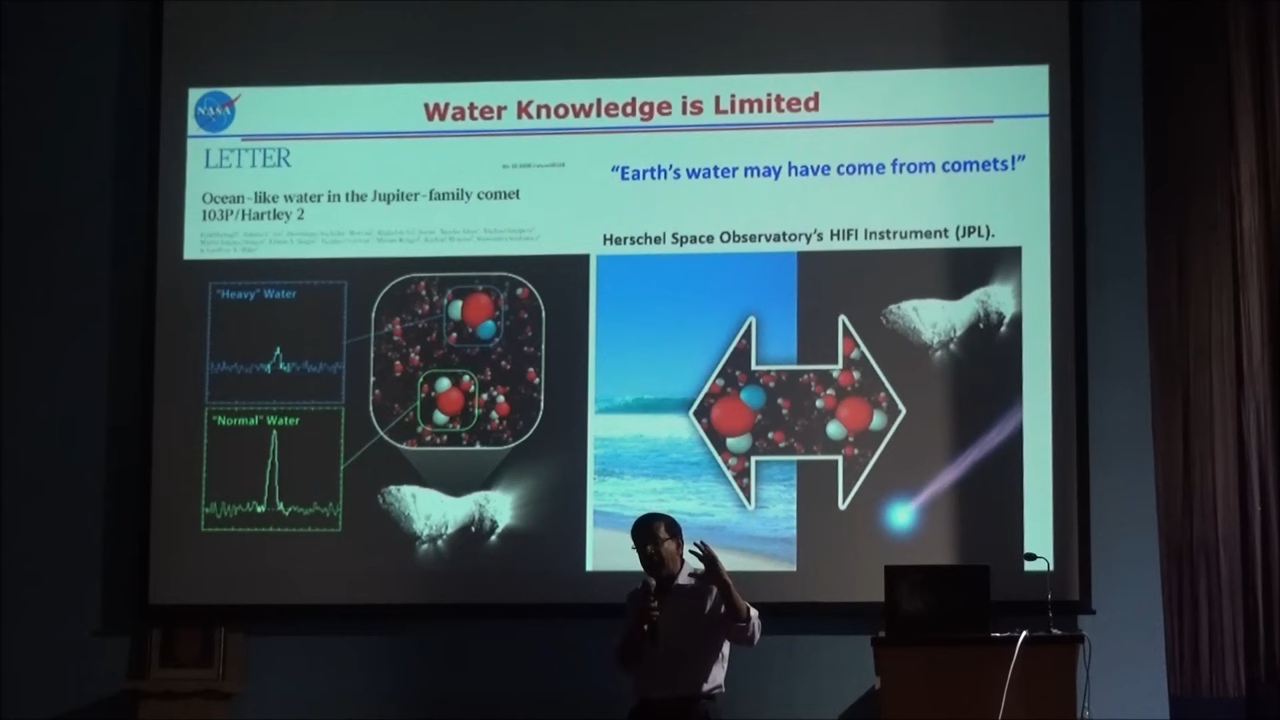 NASA
Water Knowledge is Limited
LETTER
"Earth's water may have come from comets!"
Ocean-like water in the Jupiter-family comet
103P/Hartley 2
Herschel Space Observatory's HIFI Instrument (JPL).
"Heavy" Water
"Normal" Water